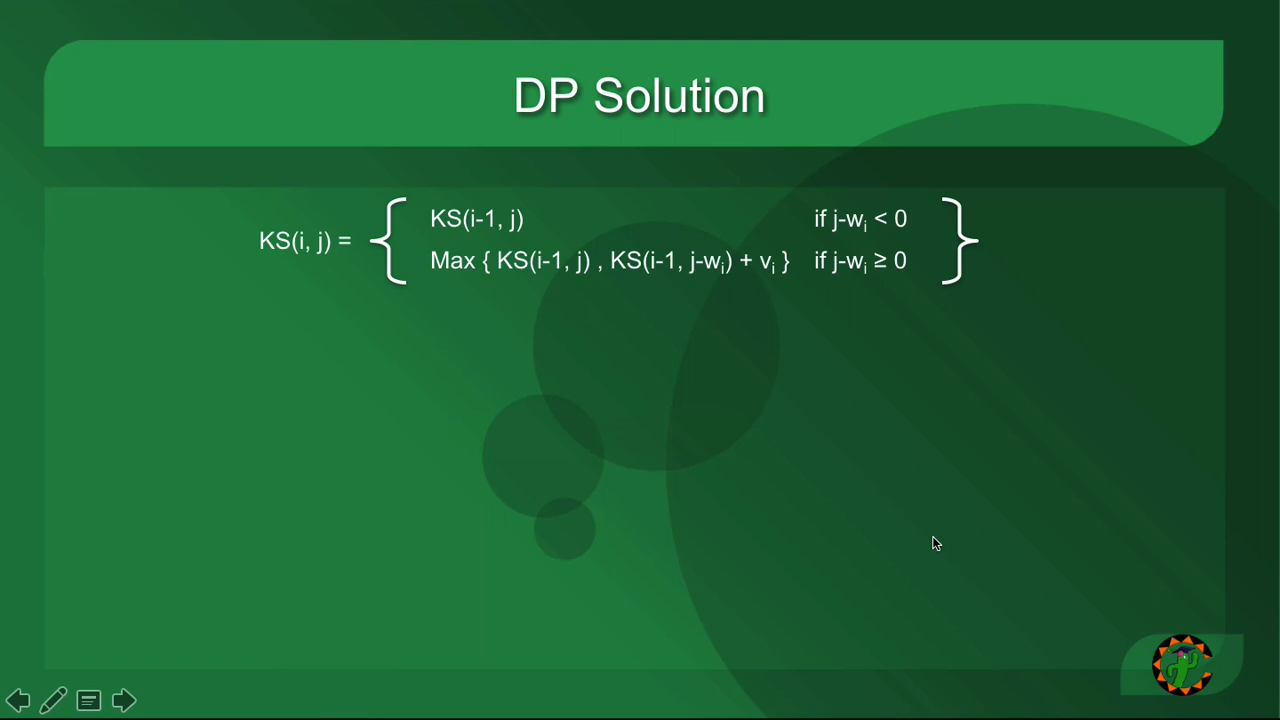 DP Solution
KS(i-1, j) if j-wᵢ < 0
KS(i, j) =
Max { KS(i-1, j) , KS(i-1, j-wᵢ) + vᵢ } if j-wᵢ ≥ 0